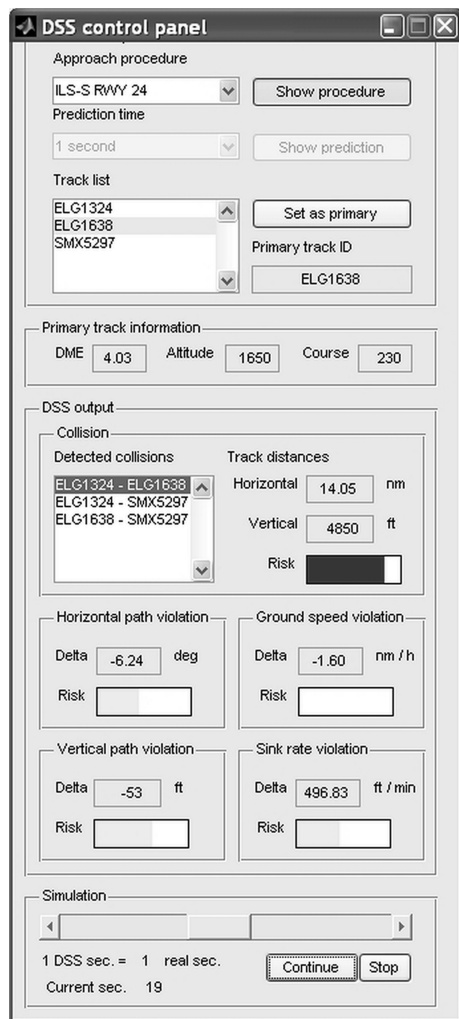 DSS control panel
Approach procedure
ILS-S RWY 24
Show procedure
Prediction time
1 second
Show prediction
Track list
ELG1324
ELG1638
SMX5297
Set as primary
Primary track ID
ELG1638
Primary track information
DME 4.03 Altitude 1650 Course 230
DSS output
Collision
Detected collisions
ELG1324 - ELG1638
ELG1324 - SMX5297
ELG1638 - SMX5297
Track distances
Horizontal 14.05 nm
Vertical 4850 ft
Risk
Horizontal path violation
Delta -6.24 deg
Risk
Ground speed violation
Delta -1.60 nm / h
Risk
Vertical path violation
Delta -53 ft
Risk
Sink rate violation
Delta 496.83 ft / min
Risk
Simulation
1 DSS sec. = 1 real sec.
Current sec. 19
Continue Stop